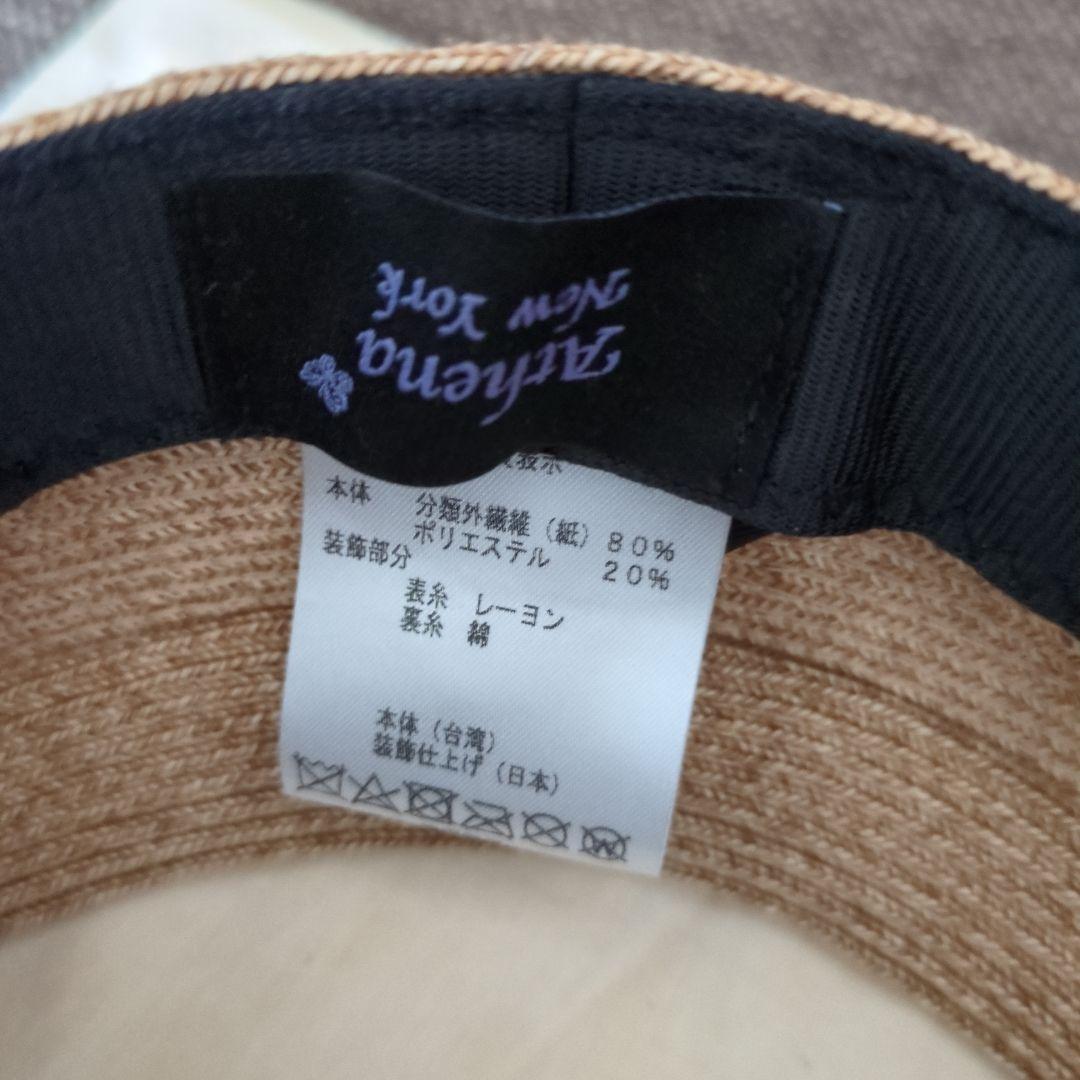 Athena
New York
表示
本体 分類外繊維（紙）80%
ポリエステル 20%
装飾部分
表糸 レーヨン
裏糸 綿
本体（台湾）
装飾仕上げ（日本）
W